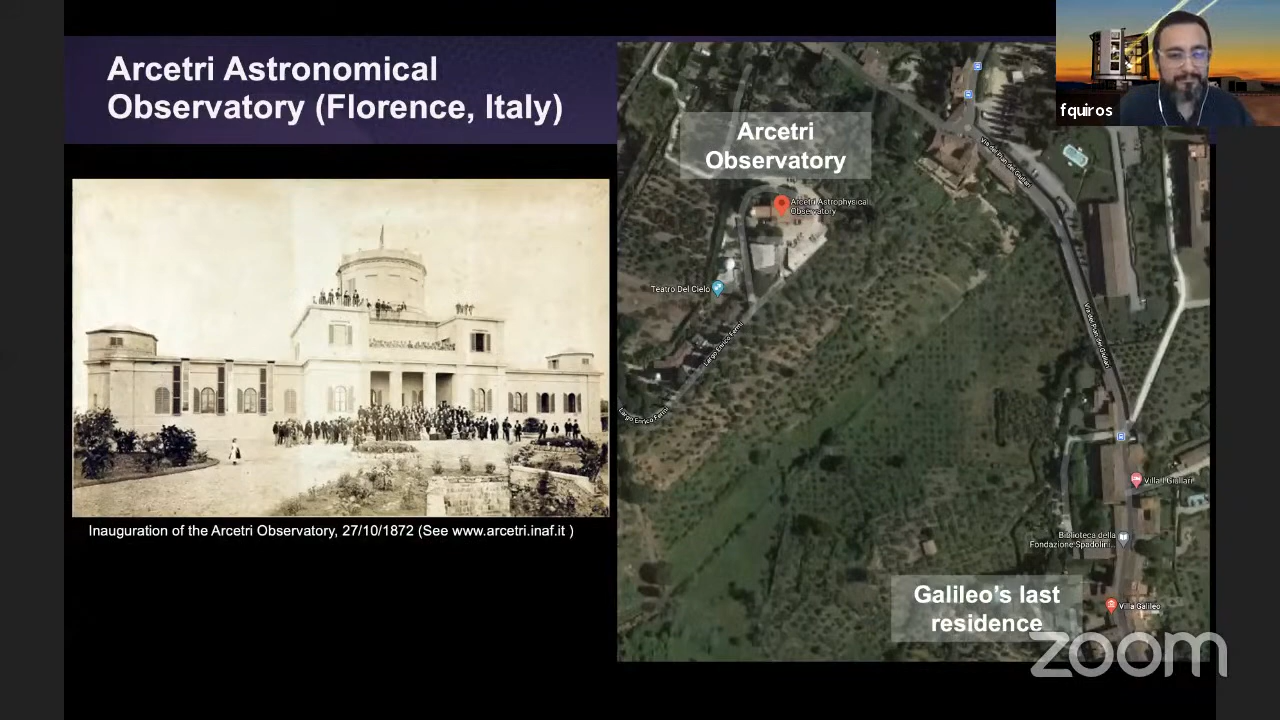 Arcetri Astronomical
Observatory (Florence, Italy)
fquiros
Arcetri
Observatory
Via del Pian dei Giullari
Arcetri Astrophysical
Observatory
Teatro Del Cielo
Largo Enrico Fermi
Via del Pian dei Giullari
Largo Enrico Fermi
Villa I Giullari
Inauguration of the Arcetri Observatory, 27/10/1872 (See www.arcetri.inaf.it )
Biblioteca della
Fondazione Spadolini...
Galileo's last
residence
Villa Galileo
zoom